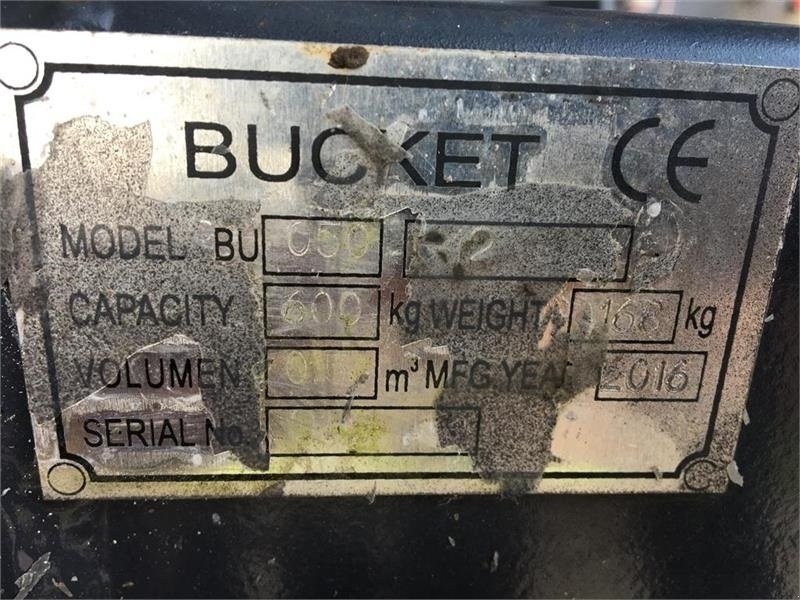 BUCKET CE
MODEL BU 050
CAPACITY 600 kg WEIGHT 168 kg
VOLUMEN m³ MFG.YEAR 2016
SERIAL No.